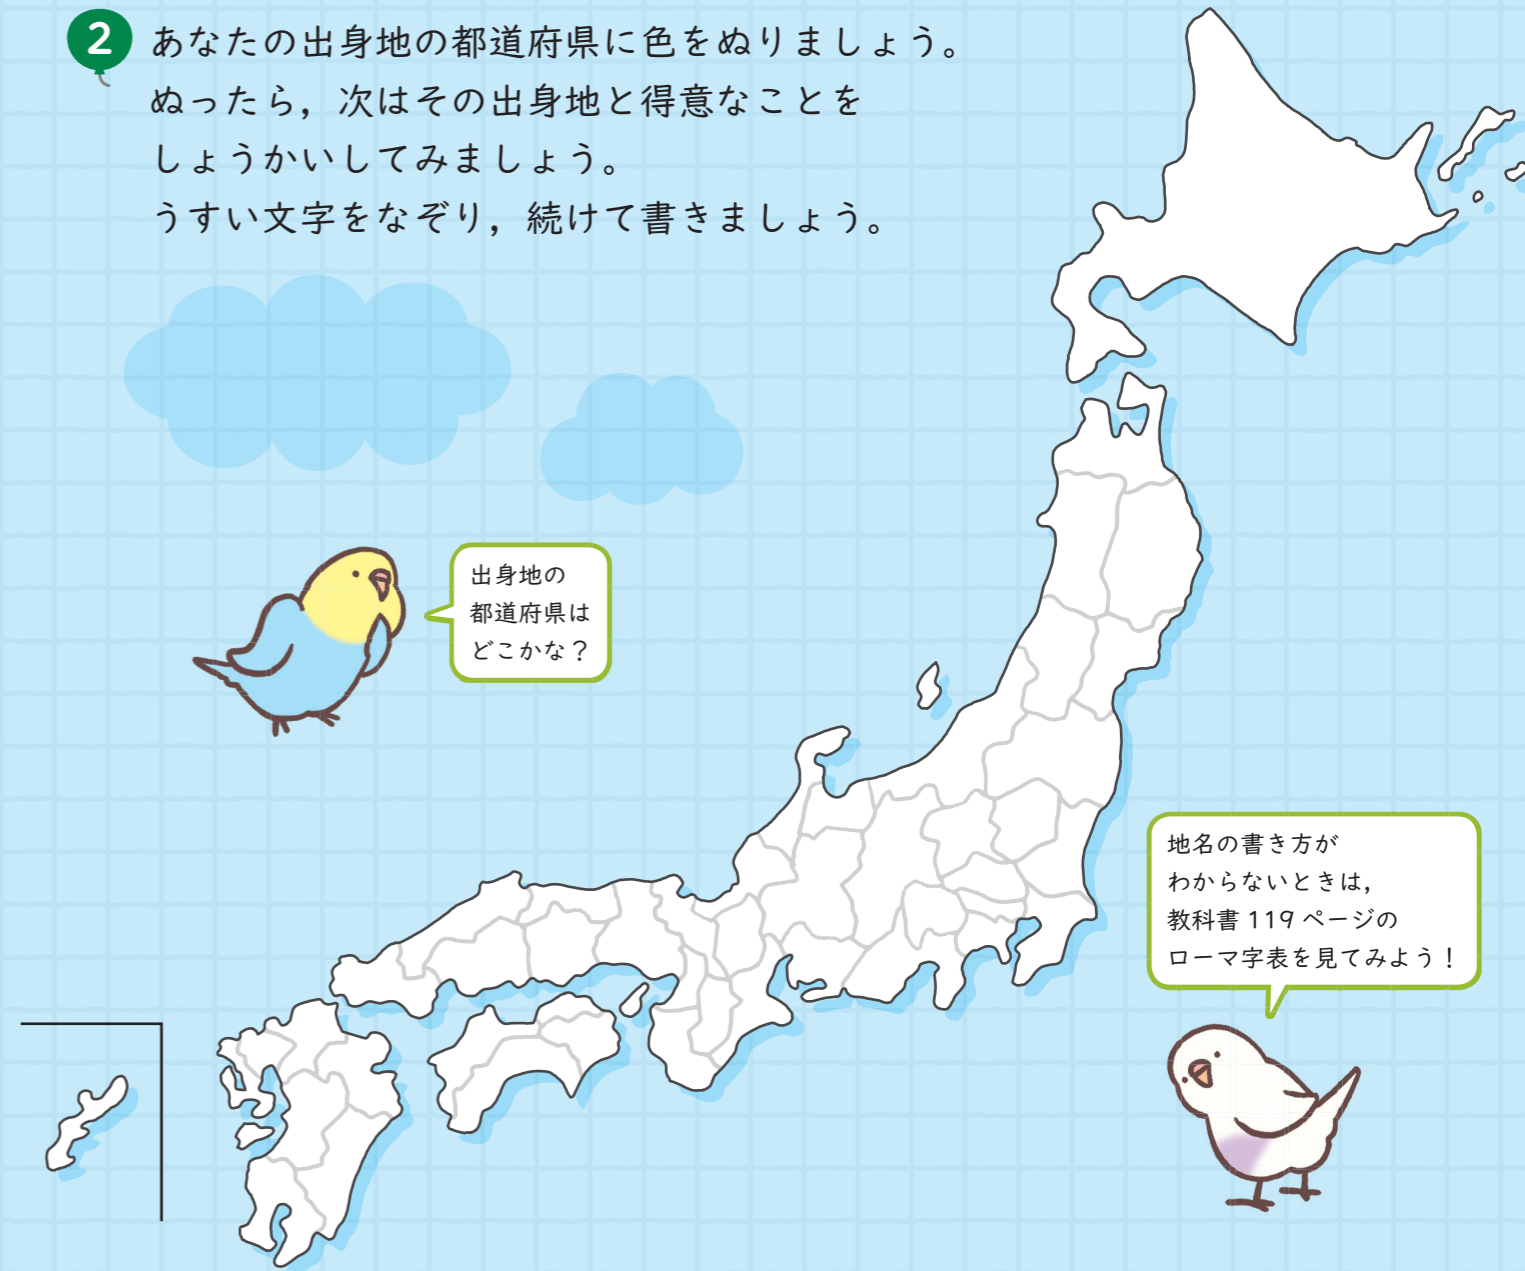 2 あなたの出身地の都道府県に色をぬりましょう。
ぬったら，次はその出身地と得意なことを
しょうかいしてみましょう。
うすい文字をなぞり，続けて書きましょう。
出身地の
都道府県は
どこかな？
地名の書き方が
わからないときは，
教科書 119 ページの
ローマ字表を見てみよう！